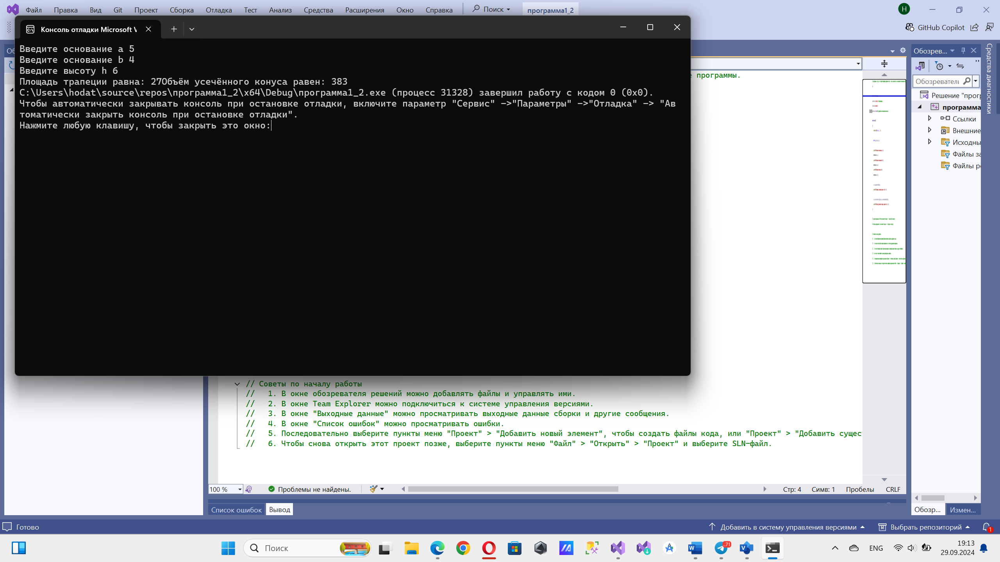 Файл Правка Вид Git Проект Сборка Отладка Тест Анализ Средства Расширения Окно Справка Поиск программа1_2 H
GitHub Copilot
Консоль отладки Microsoft V
Введите основание a 5
Введите основание b 4
Введите высоту h 6
Площадь трапеции равна: 27Объём усечённого конуса равен: 383
C:\Users\hodat\source\repos\программа1_2\x64\Debug\программа1_2.exe (процесс 31328) завершил работу с кодом 0 (0x0).
Чтобы автоматически закрывать консоль при остановке отладки, включите параметр "Сервис" ->"Параметры" ->"Отладка" -> "Ав
томатически закрыть консоль при остановке отладки".
Нажмите любую клавишу, чтобы закрыть это окно:
Об
е программы.
Обозрев...
Обозреватель
Решение "прогр
программа
Ссылки
Внешние
Исходны
Файлы за
Файлы ре
Средства диагностики
// Советы по началу работы
// 1. В окне обозревателя решений можно добавлять файлы и управлять ими.
// 2. В окне Team Explorer можно подключиться к системе управления версиями.
// 3. В окне "Выходные данные" можно просматривать выходные данные сборки и другие сообщения.
// 4. В окне "Список ошибок" можно просматривать ошибки.
// 5. Последовательно выберите пункты меню "Проект" > "Добавить новый элемент", чтобы создать файлы кода, или "Проект" > "Добавить сущес
// 6. Чтобы снова открыть этот проект позже, выберите пункты меню "Файл" > "Открыть" > "Проект" и выберите SLN-файл.
100 % Проблемы не найдены. Стр: 4 Симв: 1 Пробелы CRLF
Список ошибок Вывод
Обозр... Измен...
Готово Добавить в систему управления версиями Выбрать репозиторий 1
Поиск ..71 ENG 19:13
29.09.2024